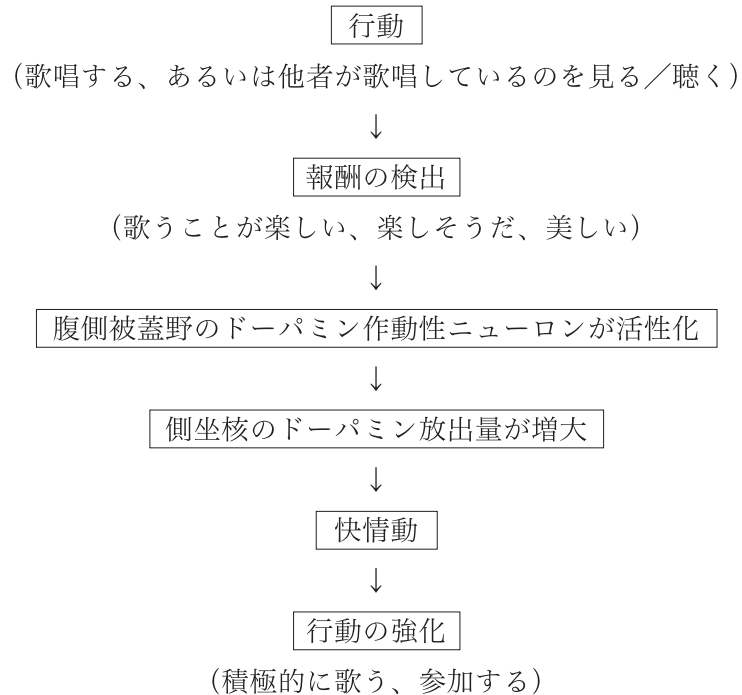 行動
（歌唱する、あるいは他者が歌唱しているのを見る／聴く）
↓
報酬の検出
（歌うことが楽しい、楽しそうだ、美しい）
↓
腹側被蓋野のドーパミン作動性ニューロンが活性化
↓
側坐核のドーパミン放出量が増大
↓
快情動
↓
行動の強化
（積極的に歌う、参加する）